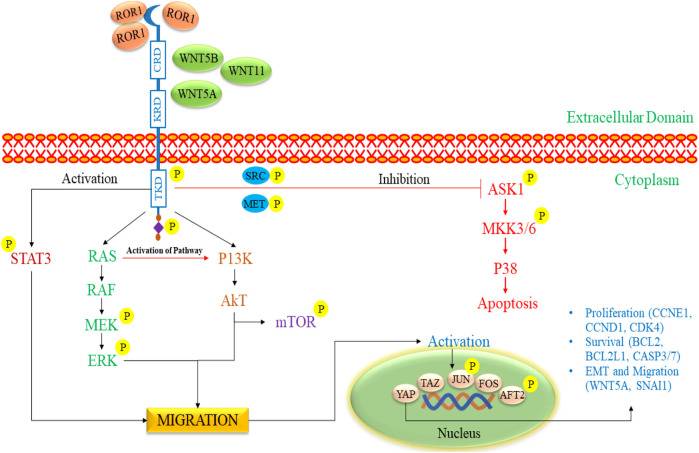 ROR1
ROR1
ROR1
CRD
WNT5B
WNT11
WNT5A
KRD
Extracellular Domain
Activation
TKD
P
SRC
P
Inhibition
ASK1
P
Cytoplasm
MET
P
P
MKK3/6
P
P
STAT3
RAS
Activation of Pathway
P13K
P38
RAF
AkT
Apoptosis
MEK
P
mTOR
P
ERK
P
• Proliferation (CCNE1,
CCND1, CDK4)
• Survival (BCL2,
BCL2L1, CASP3/7)
• EMT and Migration
(WNT5A, SNAI1)
Activation
P
YAP
TAZ
JUN
FOS
AFT2
P
MIGRATION
Nucleus